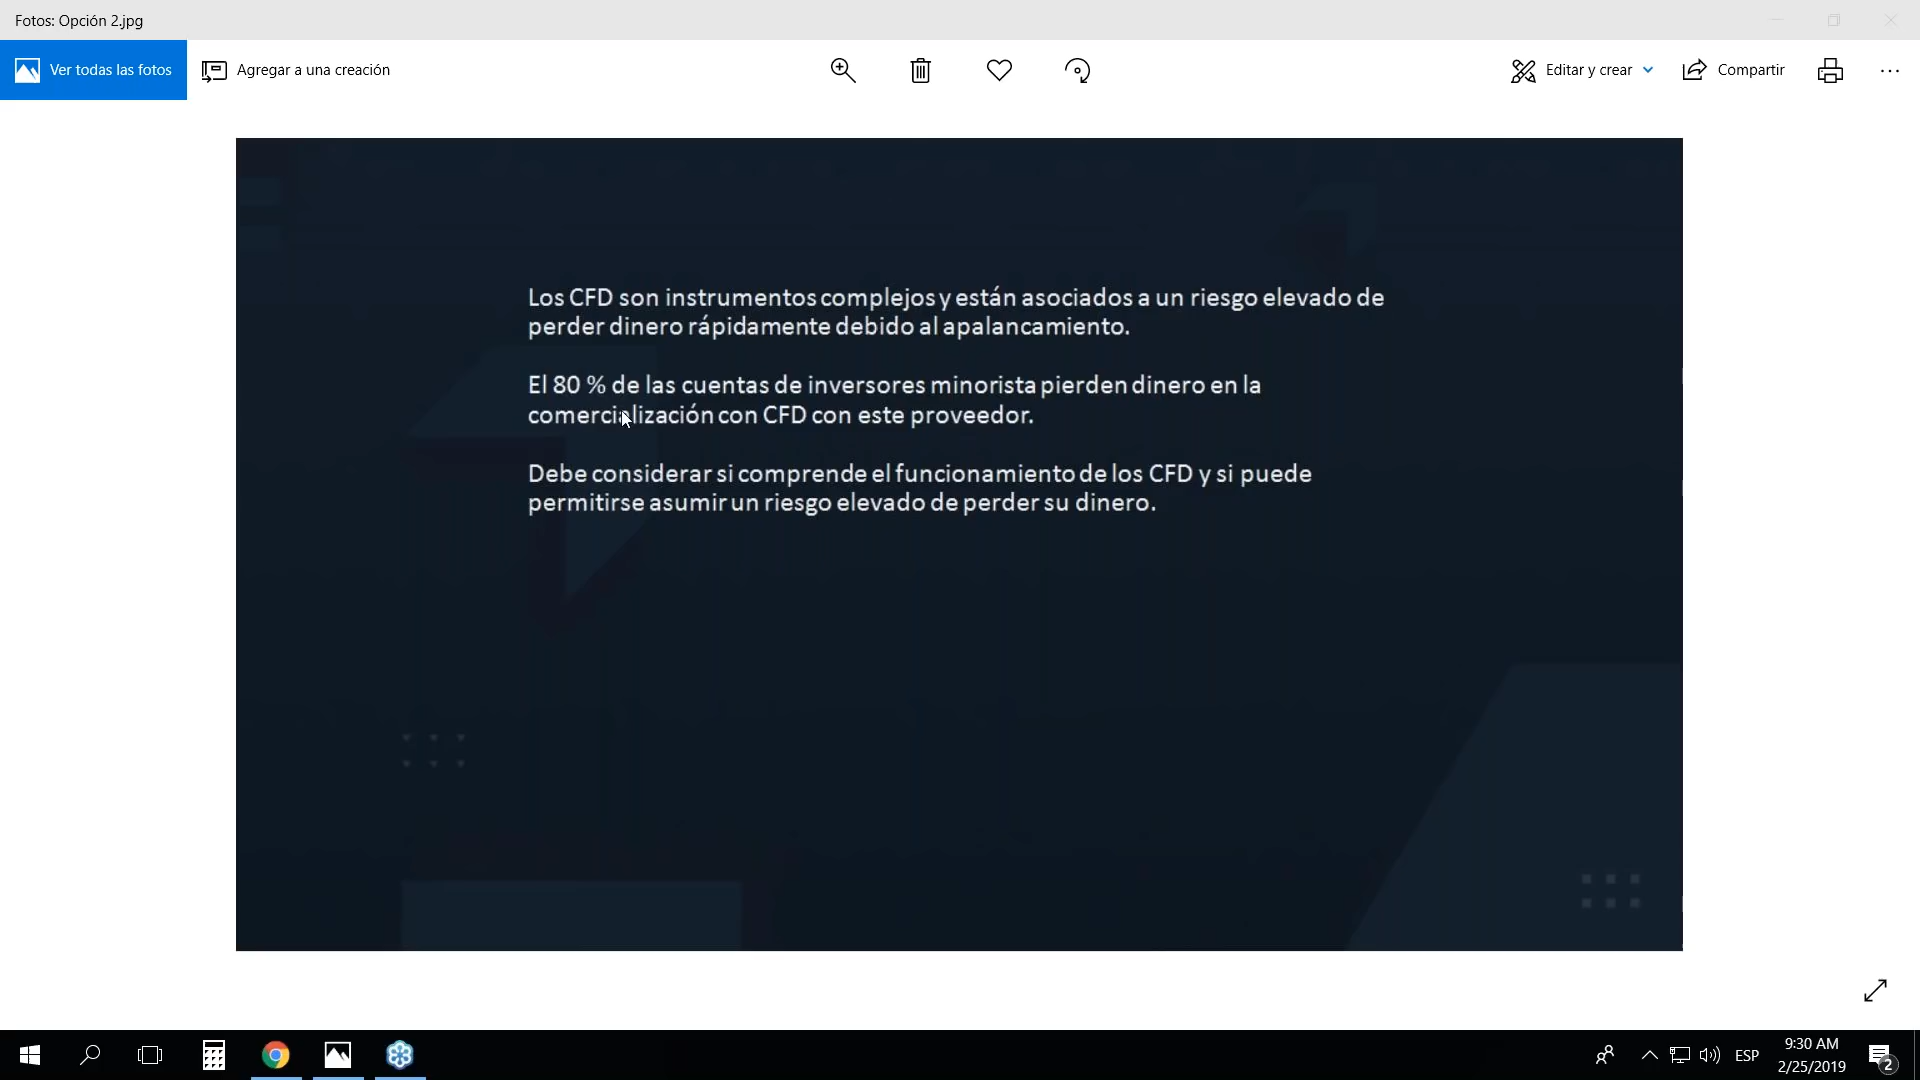 Fotos: Opción 2.jpg
Ver todas las fotos
Agregar a una creación
Editar y crear
Compartir
Los CFD son instrumentos complejos y están asociados a un riesgo elevado de
perder dinero rápidamente debido al apalancamiento.
El 80 % de las cuentas de inversores minorista pierden dinero en la
comercialización con CFD con este proveedor.
Debe considerar si comprende el funcionamiento de los CFD y si puede
permitirse asumir un riesgo elevado de perder su dinero.
ESP
9:30 AM
2/25/2019
2